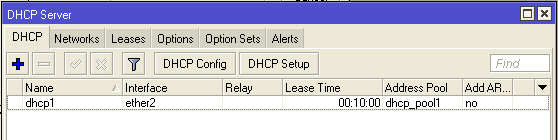 DHCP Server
DHCP Networks Leases Options Option Sets Alerts
DHCP Config DHCP Setup Find
Name Interface Relay Lease Time Address Pool Add AR...
dhcp1 ether2 00:10:00 dhcp_pool1 no